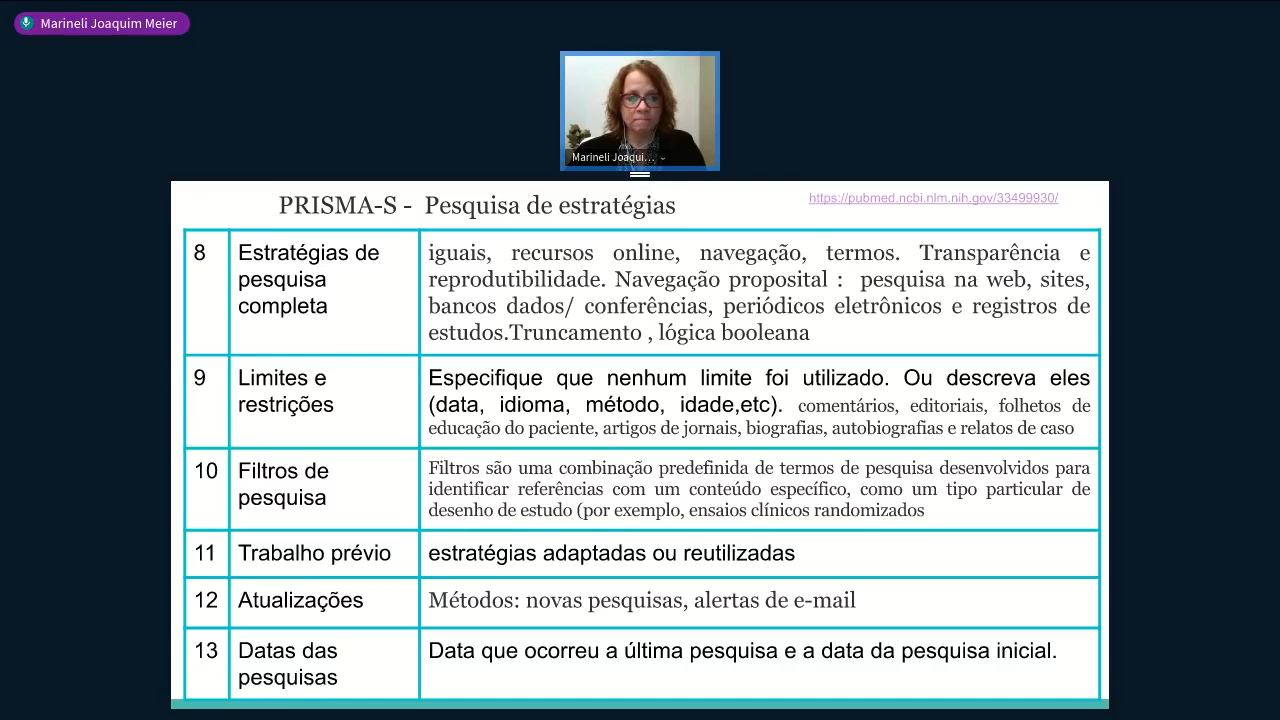 Marineli Joaquim Meier
Marineli Joaqui...
PRISMA-S - Pesquisa de estratégias
https://pubmed.ncbi.nlm.nih.gov/33499930/
8
Estratégias de
pesquisa
completa
iguais, recursos online, navegação, termos. Transparência e
reprodutibilidade. Navegação proposital : pesquisa na web, sites,
bancos dados/ conferências, periódicos eletrônicos e registros de
estudos.Truncamento , lógica booleana
9
Limites e
restrições
Especifique que nenhum limite foi utilizado. Ou descreva eles
(data, idioma, método, idade,etc). comentários, editoriais, folhetos de
educação do paciente, artigos de jornais, biografias, autobiografias e relatos de caso
10
Filtros de
pesquisa
Filtros são uma combinação predefinida de termos de pesquisa desenvolvidos para
identificar referências com um conteúdo específico, como um tipo particular de
desenho de estudo (por exemplo, ensaios clínicos randomizados
11
Trabalho prévio
estratégias adaptadas ou reutilizadas
12
Atualizações
Métodos: novas pesquisas, alertas de e-mail
13
Datas das
pesquisas
Data que ocorreu a última pesquisa e a data da pesquisa inicial.